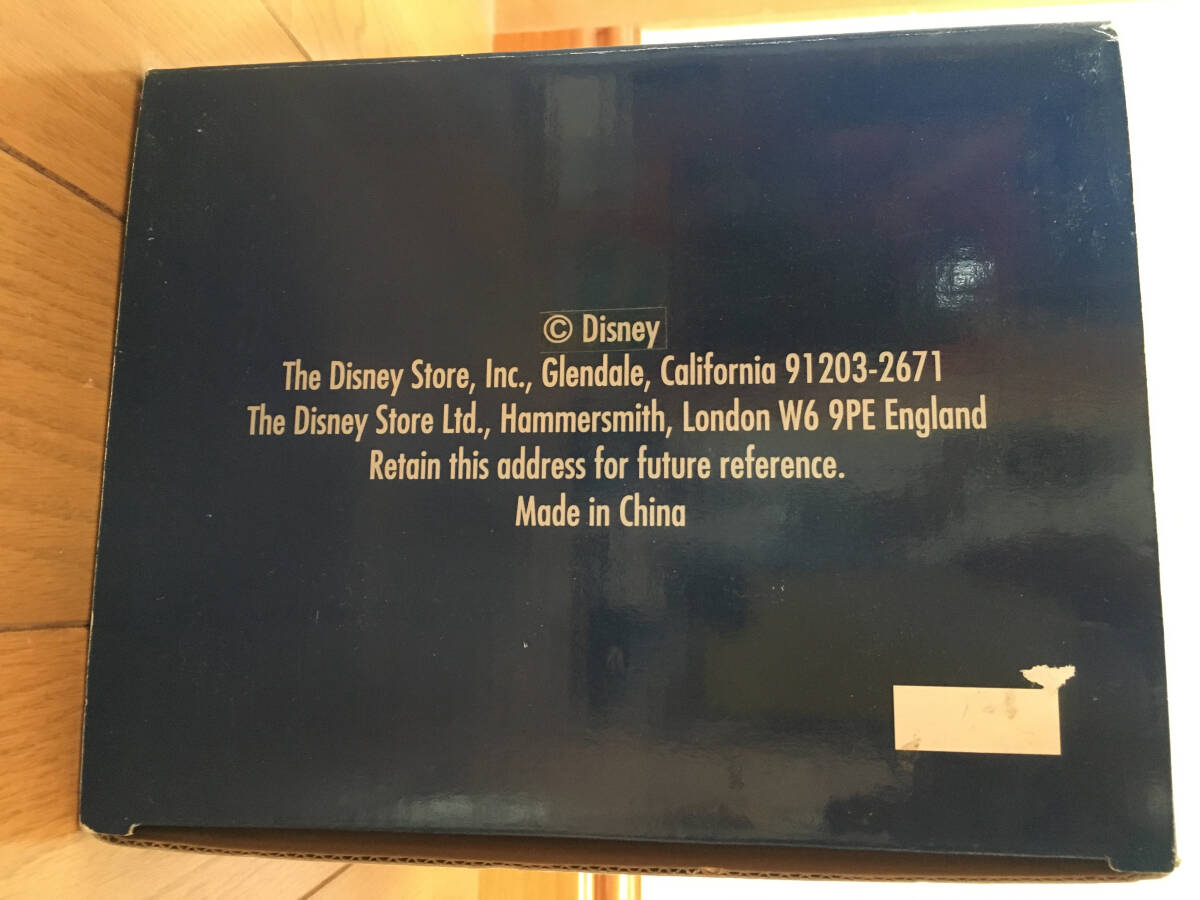 © Disney
The Disney Store, Inc., Glendale, California 91203-2671
The Disney Store Ltd., Hammersmith, London W6 9PE England
Retain this address for future reference.
Made in China